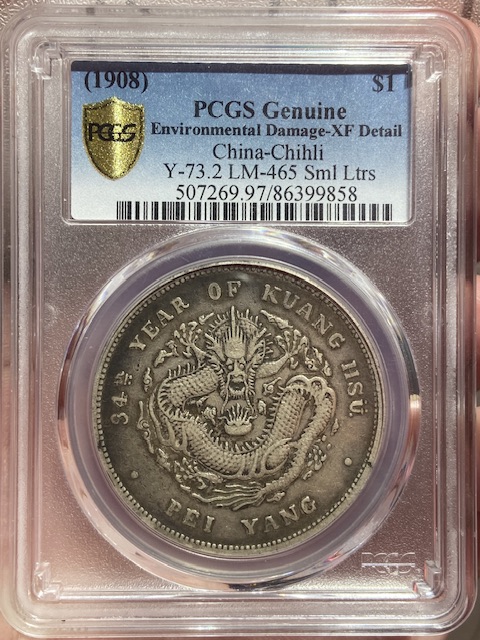 (1908) $1
PCGS
PCGS Genuine
Environmental Damage-XF Detail
China-Chihli
Y-73.2 LM-465 Sml Ltrs
507269.97/86399858
34TH YEAR OF KUANG HSÜ
PEI YANG
PCGS